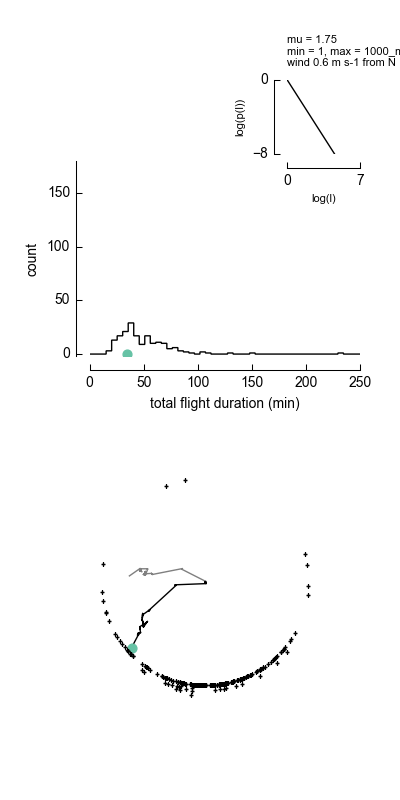 mu = 1.75
min = 1, max = 1000_m
wind 0.6 m s-1 from N
0
log(p(l))
−8
0 7
log(l)
150
100
count
50
0
0 50 100 150 200 250
total flight duration (min)